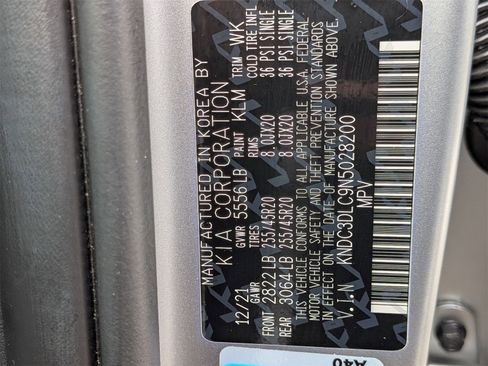 MANUFACTURED IN KOREA BY
KIA CORPORATION
12/21 GVWR 5556 LB PAINT KLM TRIM WK
GAWR TIRES RIMS COLD TIRE INFL
FRONT 2822 LB 255/45R20 8.0JX20 36 PSI SINGLE
REAR 3064 LB 255/45R20 8.0JX20 36 PSI SINGLE
THIS VEHICLE CONFORMS TO ALL APPLICABLE U.S.A. FEDERAL
MOTOR VEHICLE SAFETY AND THEFT PREVENTION STANDARDS
IN EFFECT ON THE DATE OF MANUFACTURE SHOWN ABOVE.
V.I.N KNDC3DLC9N5028200
MPV
A40